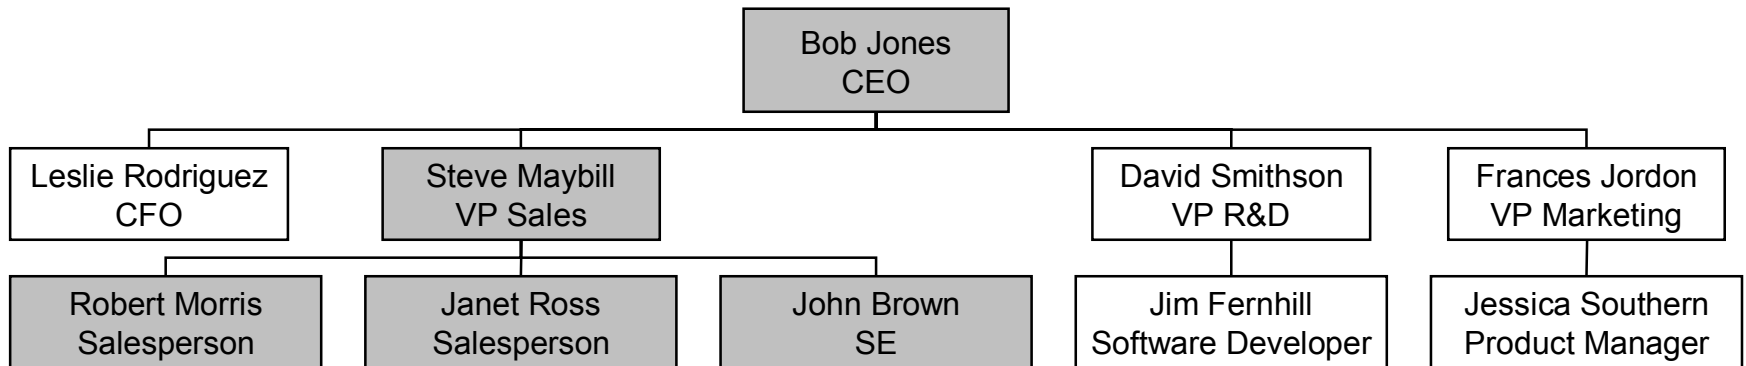 Bob Jones
CEO
Leslie Rodriguez
CFO
Steve Maybill
VP Sales
David Smithson
VP R&D
Frances Jordon
VP Marketing
Robert Morris
Salesperson
Janet Ross
Salesperson
John Brown
SE
Jim Fernhill
Software Developer
Jessica Southern
Product Manager